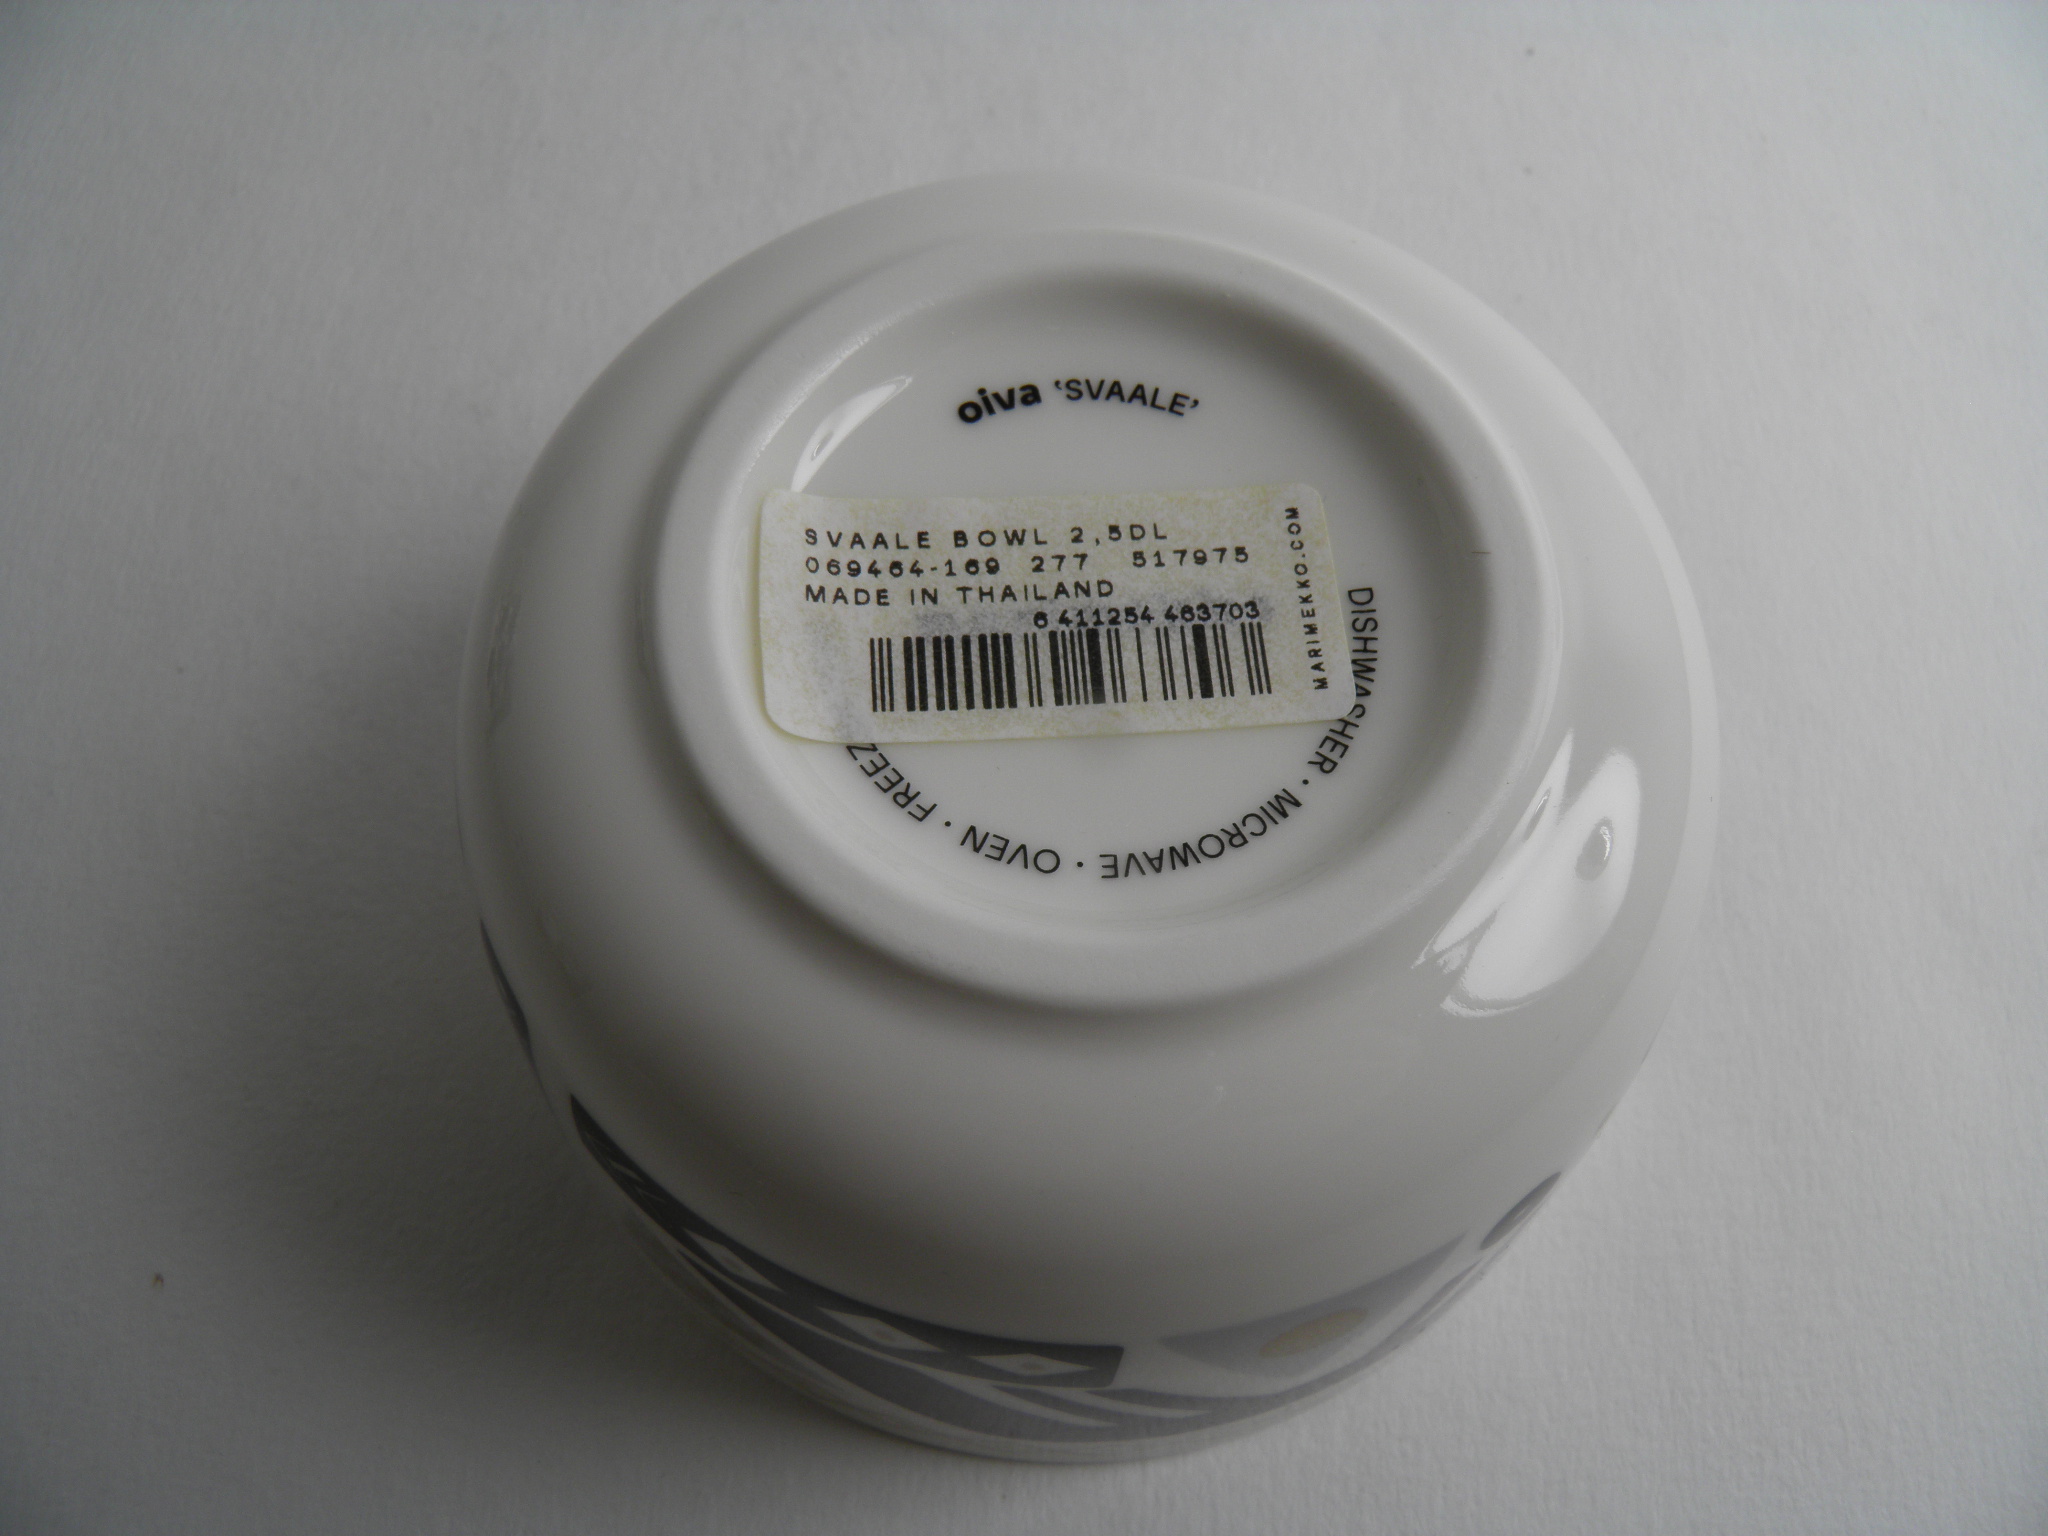 oiva ‘SVAALE’
SVAALE BOWL 2,5DL
069464-169 277 517975
MADE IN THAILAND
6 411254 463703
MARIMEKKO.COM
DISHWASHER · MICROWAVE · OVEN · FREEZ